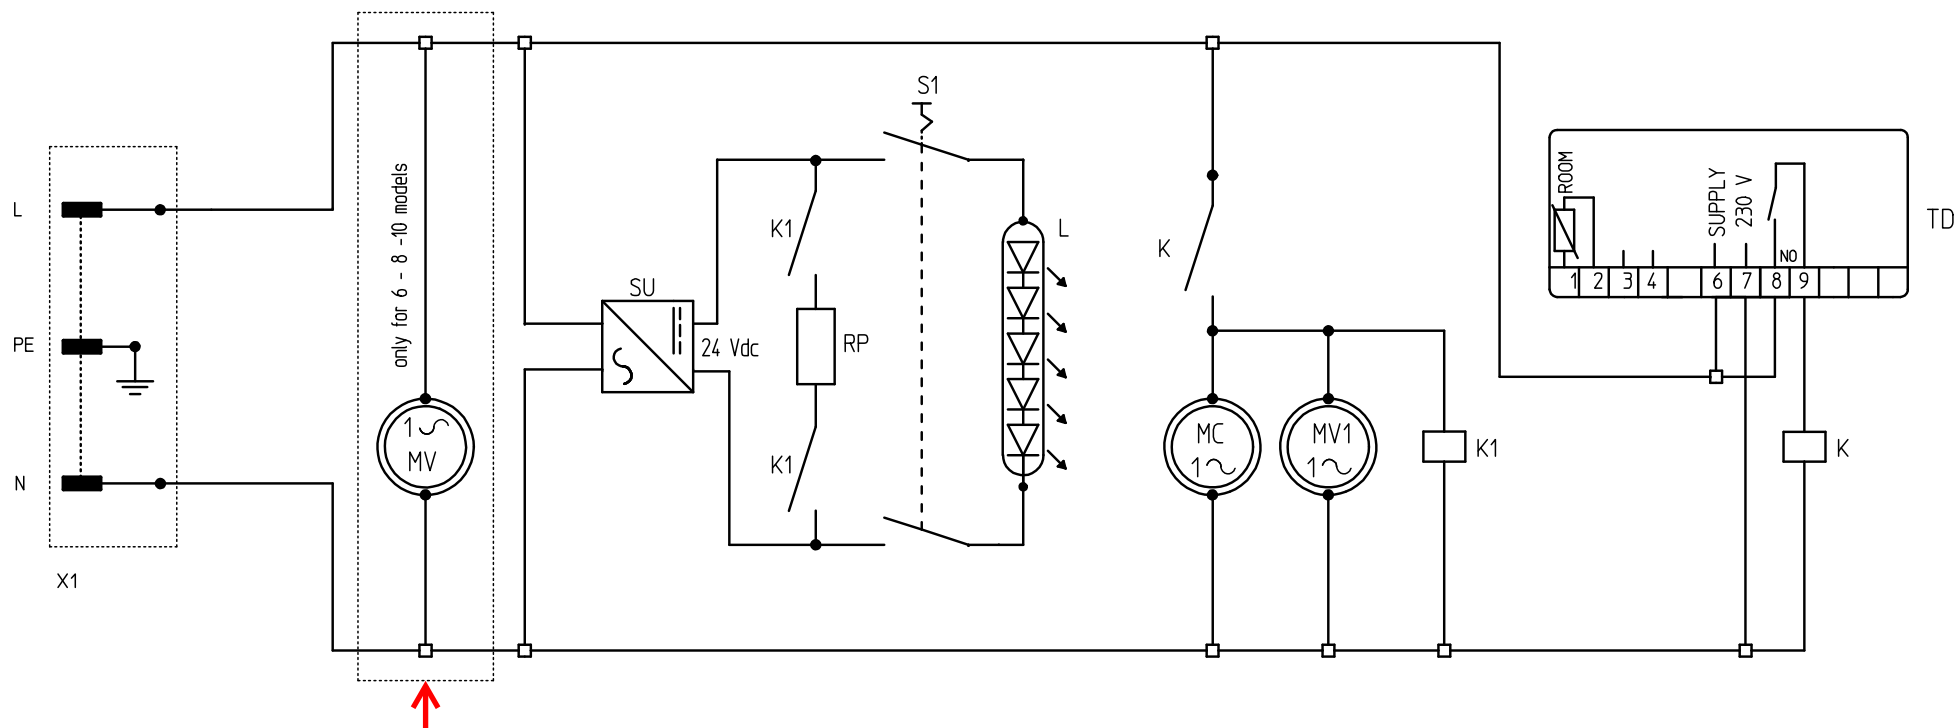 L
PE
N
X1
only for 6 - 8 -10 models
1
MV
SU
24 Vdc
K1
RP
K1
S1
L
K
MC
1
MV1
1
K1
ROOM
SUPPLY
230 V
NO
1 2 3 4 6 7 8 9
TD
K